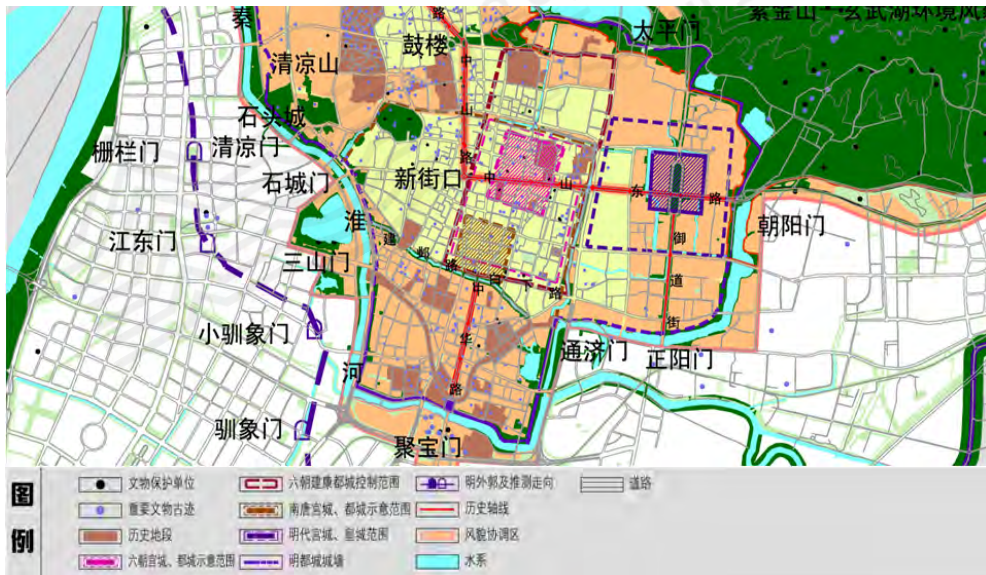 秦
路
太平门
紫金山—玄武湖环境风
鼓楼
中
清凉山
山
石头城
栅栏门
清凉门
路
新街口
中
山
东
路
石城门
淮
朝阳门
江东门
建
邺
路
御
三山门
中
白
下
路
道
小驯象门
华
街
通济门
正阳门
河
路
驯象门
聚宝门
图例
文物保护单位
六朝建康都城控制范围
明外郭及推测走向
道路
重要文物古迹
南唐宫城、都城示意范围
历史轴线
历史地段
明代宫城、皇城范围
风貌协调区
六朝宫城、都城示意范围
明都城城墙
水系